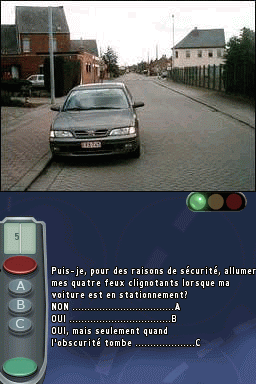 5
Puis-je, pour des raisons de sécurité, allumer
mes quatre feux clignotants lorsque ma
voiture est en stationnement?
NON ..................................A
OUI ..................................B
OUI, mais seulement quand
l'obscurité tombe ....................C
A
B
C